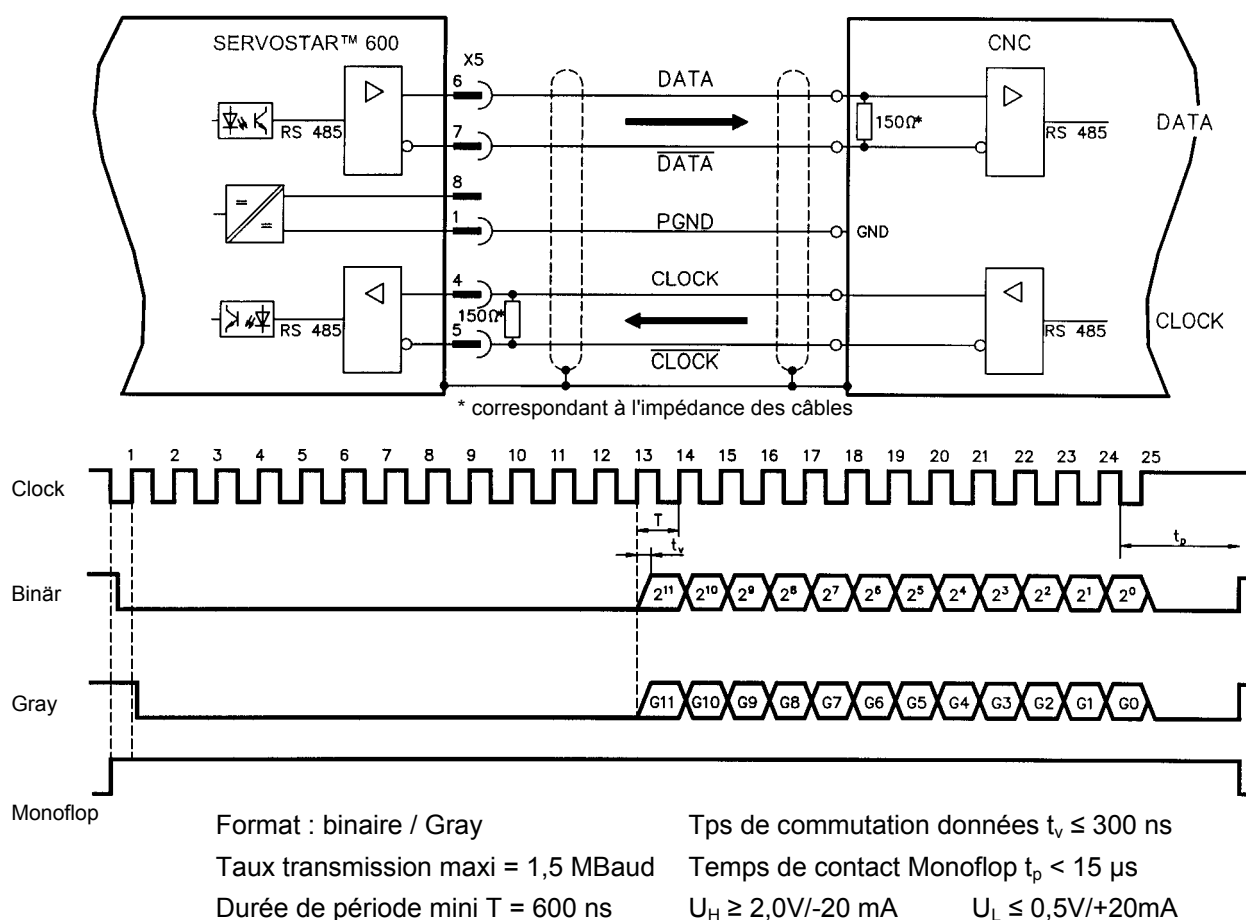 SERVOSTAR™ 600
X5
CNC
6
DATA
RS 485
150Ω*
RS 485
DATA
7
DATA
8
1
PGND
GND
4
CLOCK
150Ω*
RS 485
RS 485
CLOCK
5
CLOCK
* correspondant à l'impédance des câbles
1 2 3 4 5 6 7 8 9 10 11 12 13 14 15 16 17 18 19 20 21 22 23 24 25
Clock
T
tᵥ
tₚ
Binär
2¹¹ 2¹⁰ 2⁹ 2⁸ 2⁷ 2⁶ 2⁵ 2⁴ 2³ 2² 2¹ 2⁰
Gray
G11 G10 G9 G8 G7 G6 G5 G4 G3 G2 G1 G0
Monoflop
Format : binaire / Gray
Tps de commutation données tᵥ ≤ 300 ns
Taux transmission maxi = 1,5 MBaud
Temps de contact Monoflop tₚ < 15 µs
Durée de période mini T = 600 ns
U_H ≥ 2,0V/-20 mA
U_L ≤ 0,5V/+20mA